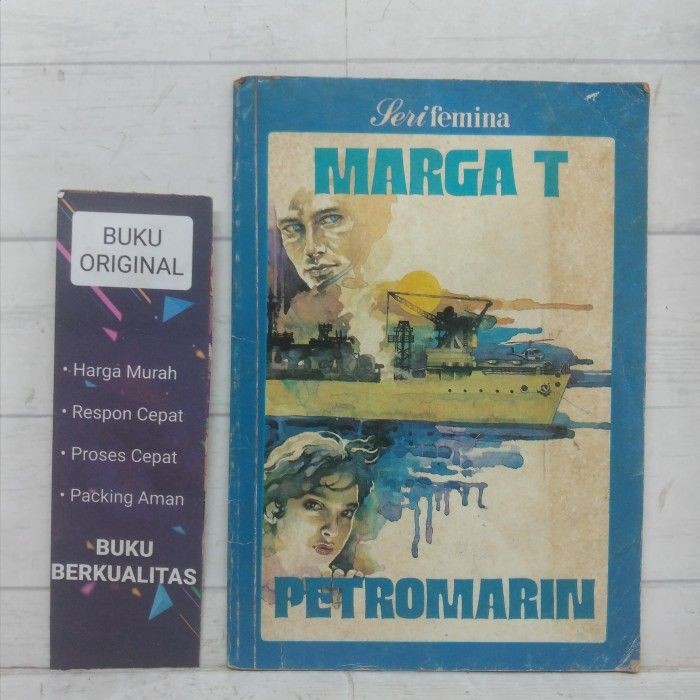 Seri femina
MARGA T
PETROMARIN
BUKU
ORIGINAL
• Harga Murah
• Respon Cepat
• Proses Cepat
• Packing Aman
BUKU
BERKUALITAS